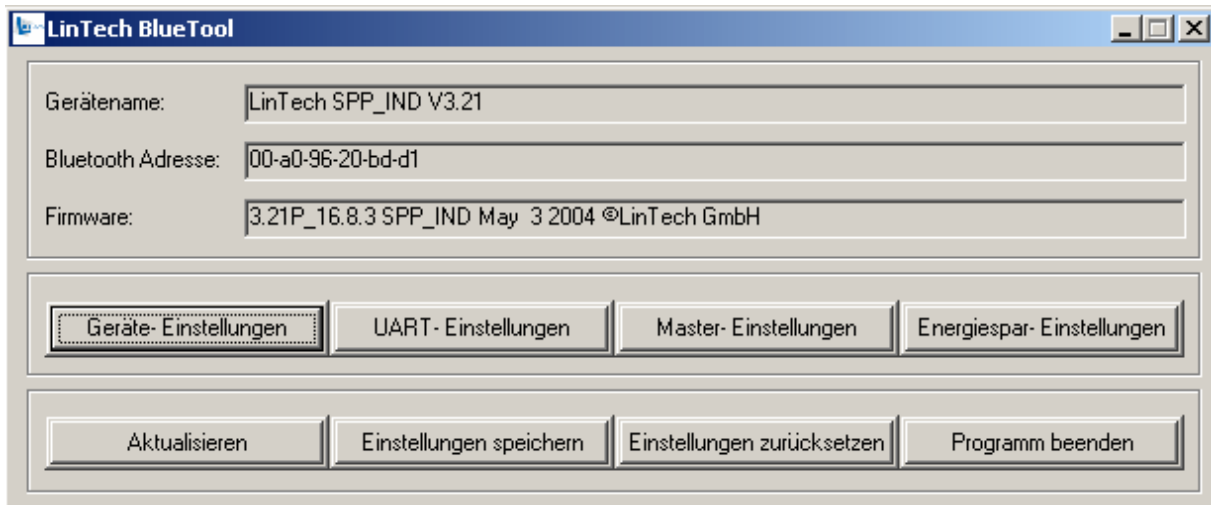 LinTech BlueTool
Gerätename: LinTech SPP_IND V3.21
Bluetooth Adresse: 00-a0-96-20-bd-d1
Firmware: 3.21P_16.8.3 SPP_IND May  3 2004 ©LinTech GmbH
Geräte- Einstellungen UART- Einstellungen Master- Einstellungen Energiespar- Einstellungen
Aktualisieren Einstellungen speichern Einstellungen zurücksetzen Programm beenden